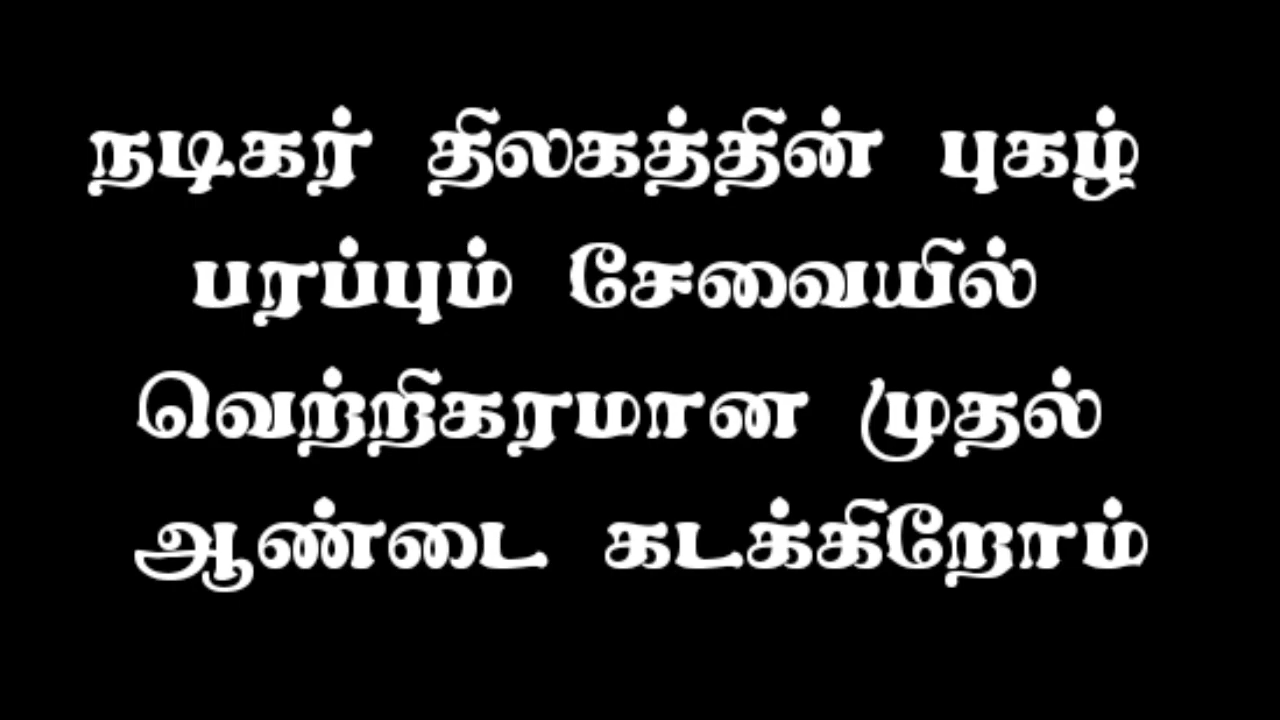 நடிகர் திலகத்தின் புகழ்
பரப்பும் சேவையில்
வெற்றிகரமான முதல்
ஆண்டை கடக்கிறோம்